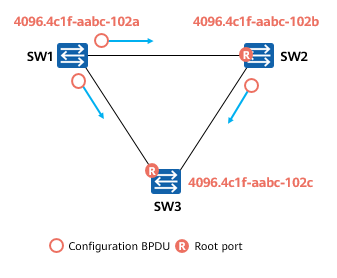 4096.4c1f-aabc-102a
4096.4c1f-aabc-102b
SW1
R
SW2
R
4096.4c1f-aabc-102c
SW3
Configuration BPDU
R
Root port